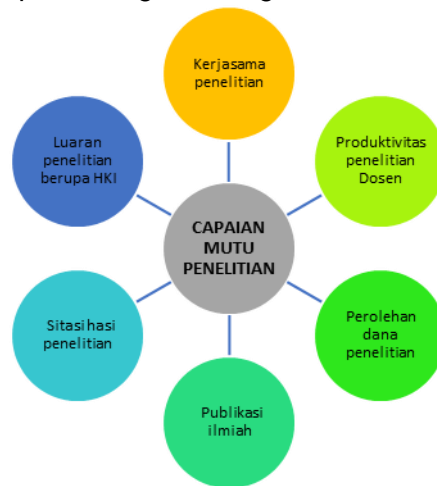 Kerjasama
penelitian
Produktivitas
penelitian
Dosen
Perolehan
dana
penelitian
Publikasi
ilmiah
Sitasi hasi
penelitian
Luaran
penelitian
berupa HKI
CAPAIAN
MUTU
PENELITIAN